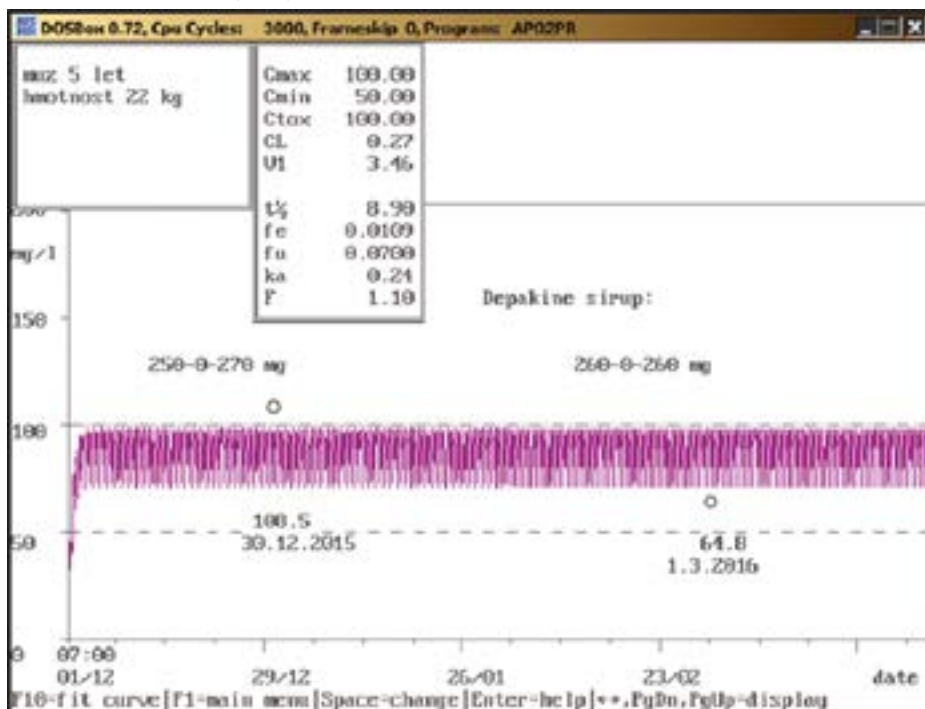 DOSBox 0.72, Cpu Cycles: 3000, Frameskip 0, Program: AP02PR
muz 5 let
hmotnost 22 kg
Cmax 100.00
Cmin 50.00
Ctox 100.00
CL 0.27
V1 3.46
t½ 8.90
fe 0.0109
fu 0.0700
ka 0.24
F 1.10
mg/l
Depakine sirup:
150
250-0-270 mg
260-0-260 mg
100
108.5
50
30.12.2015
64.8
1.3.2016
0 07:00
01/12 29/12 26/01 23/02 date
F10=fit curve|F1=main menu|Space=change|Enter=help|,PgDn,PgUp=display